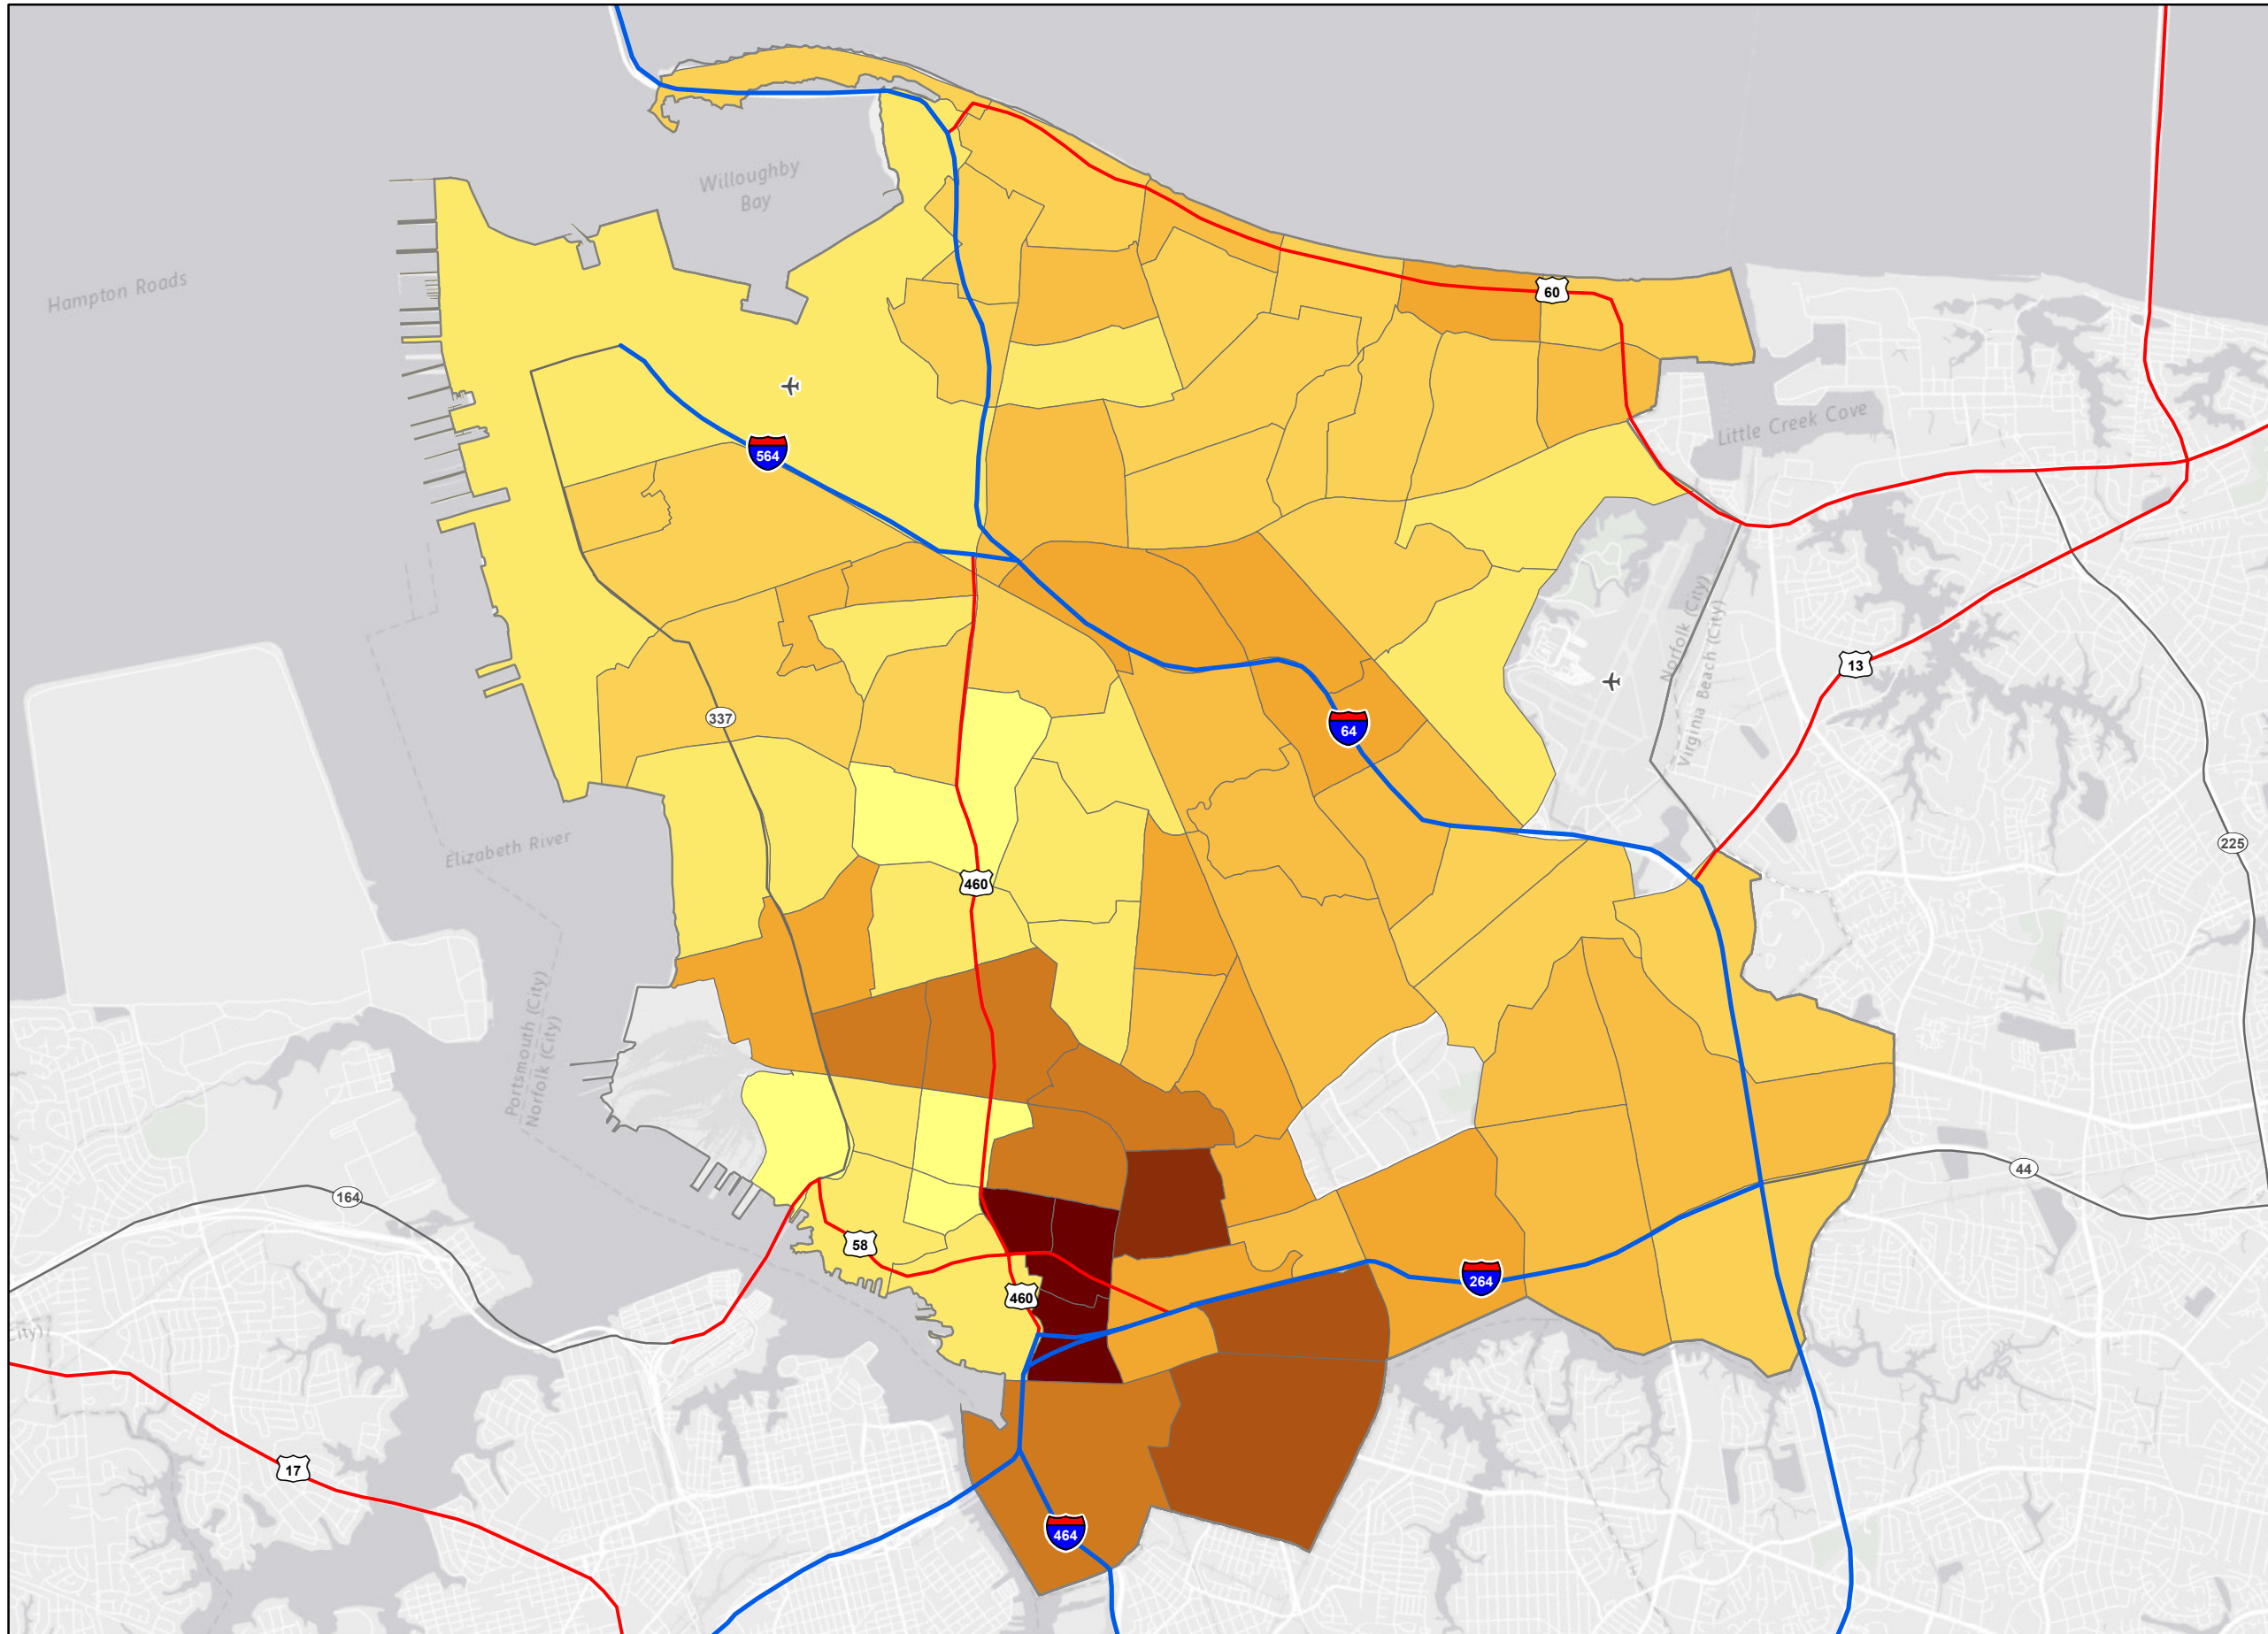 Willoughby
Bay
Hampton Roads
60
Little Creek Cove
564
Norfolk (City)
Virginia Beach (City)
13
337
64
225
Elizabeth River
460
Portsmouth (City)
Norfolk (City)
44
164
58
264
460
City)
17
464